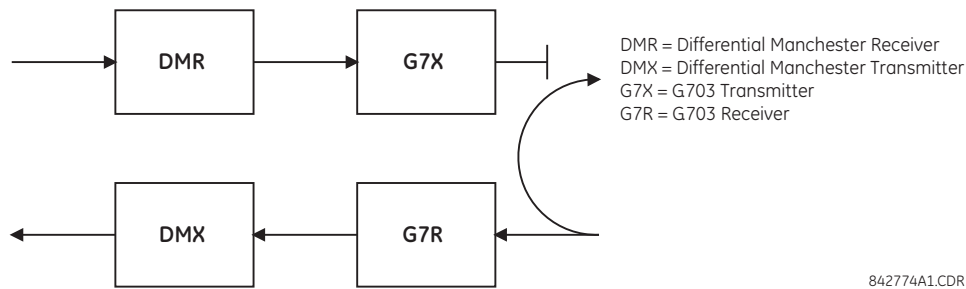 DMR
G7X
DMR = Differential Manchester Receiver
DMX = Differential Manchester Transmitter
G7X = G703 Transmitter
G7R = G703 Receiver
DMX
G7R
842774A1.CDR